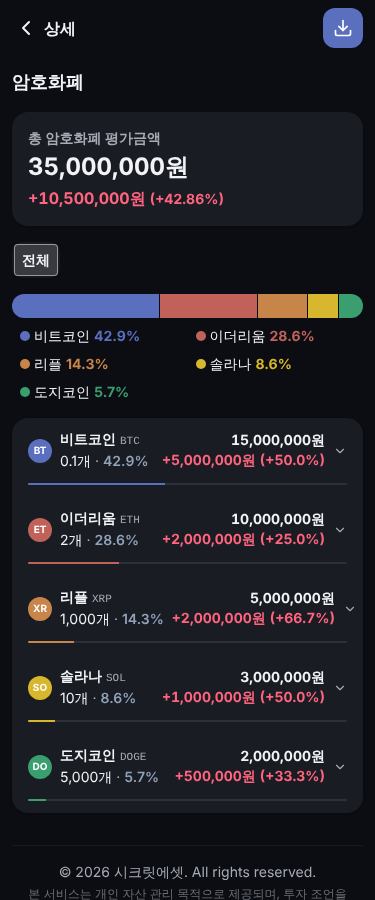 상세
암호화폐
총 암호화폐 평가금액
35,000,000원
+10,500,000원 (+42.86%)
전체
비트코인 42.9% 이더리움 28.6%
리플 14.3% 솔라나 8.6%
도지코인 5.7%
BT 비트코인 BTC 15,000,000원
0.1개 · 42.9% +5,000,000원 (+50.0%)
ET 이더리움 ETH 10,000,000원
2개 · 28.6% +2,000,000원 (+25.0%)
XR 리플 XRP 5,000,000원
1,000개 · 14.3% +2,000,000원 (+66.7%)
SO 솔라나 SOL 3,000,000원
10개 · 8.6% +1,000,000원 (+50.0%)
DO 도지코인 DOGE 2,000,000원
5,000개 · 5.7% +500,000원 (+33.3%)
© 2026 시크릿에셋. All rights reserved.
본 서비스는 개인 자산 관리 목적으로 제공되며, 투자 조언을